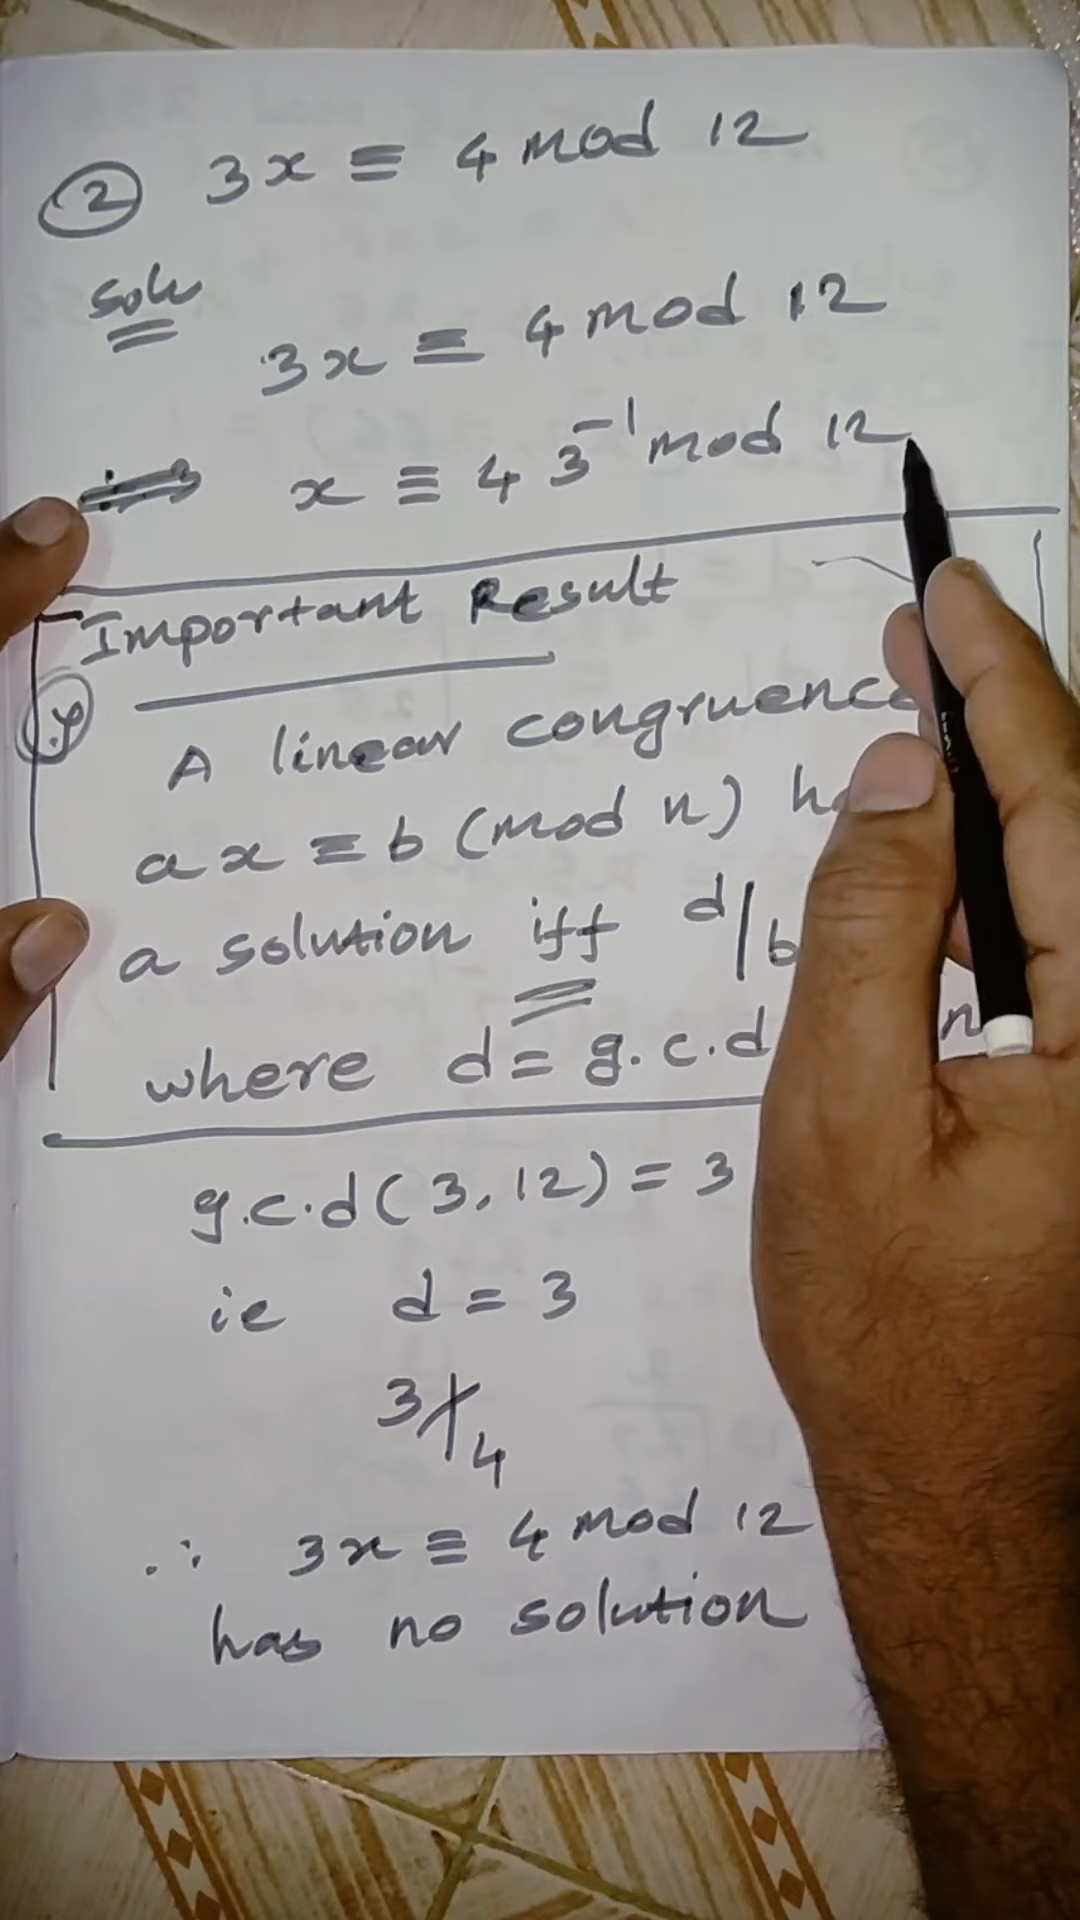 2 3x ≡ 4 mod 12
Soln
3x ≡ 4 mod 12
x ≡ 4 3⁻¹ mod 12
Important Result
A linear congruence
ax ≡ b (mod n)
a solution iff d/b
where d = g.c.d n
g.c.d(3, 12) = 3
ie d = 3
3∤4
∴ 3x ≡ 4 mod 12
has no solution